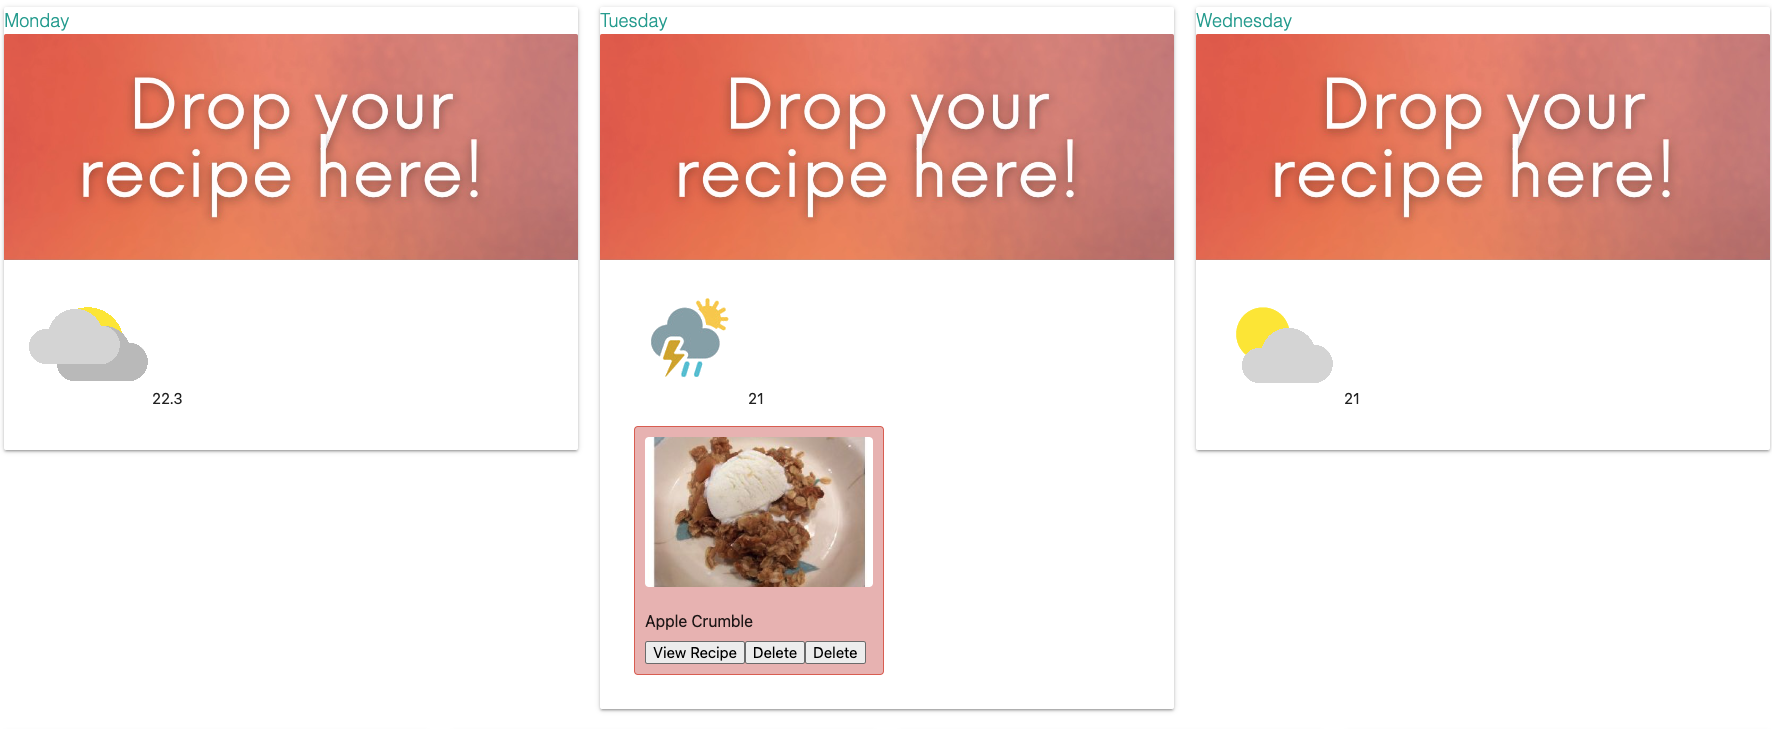 Monday
Drop your
recipe here!
22.3
Tuesday
Drop your
recipe here!
21
Apple Crumble
View Recipe Delete Delete
Wednesday
Drop your
recipe here!
21